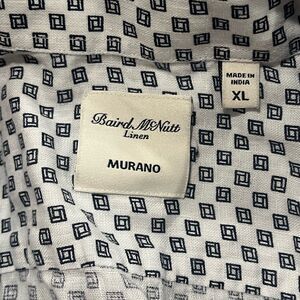 Baird McNutt
Linen
MURANO
MADE IN
INDIA
XL